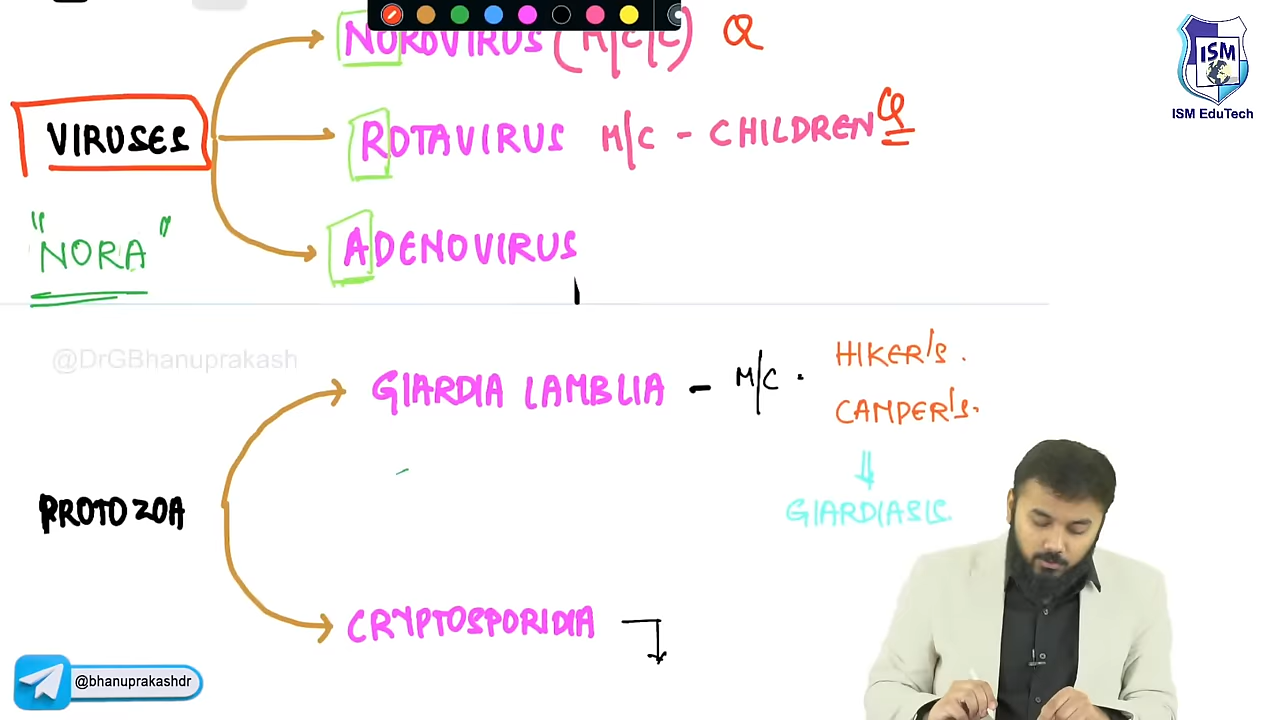 NOROVIRUS (M/C/C) Q
ISM
ISM EduTech
VIRUSES
ROTAVIRUS M/C - CHILDREN Q
"NORA"
ADENOVIRUS
@DrGBhanuprakash
GIARDIA LAMBLIA - M/C .
HIKER'S.
CAMPER'S.
PROTOZOA
GIARDIASIS.
CRYPTOSPORIDIA
@bhanuprakashdr